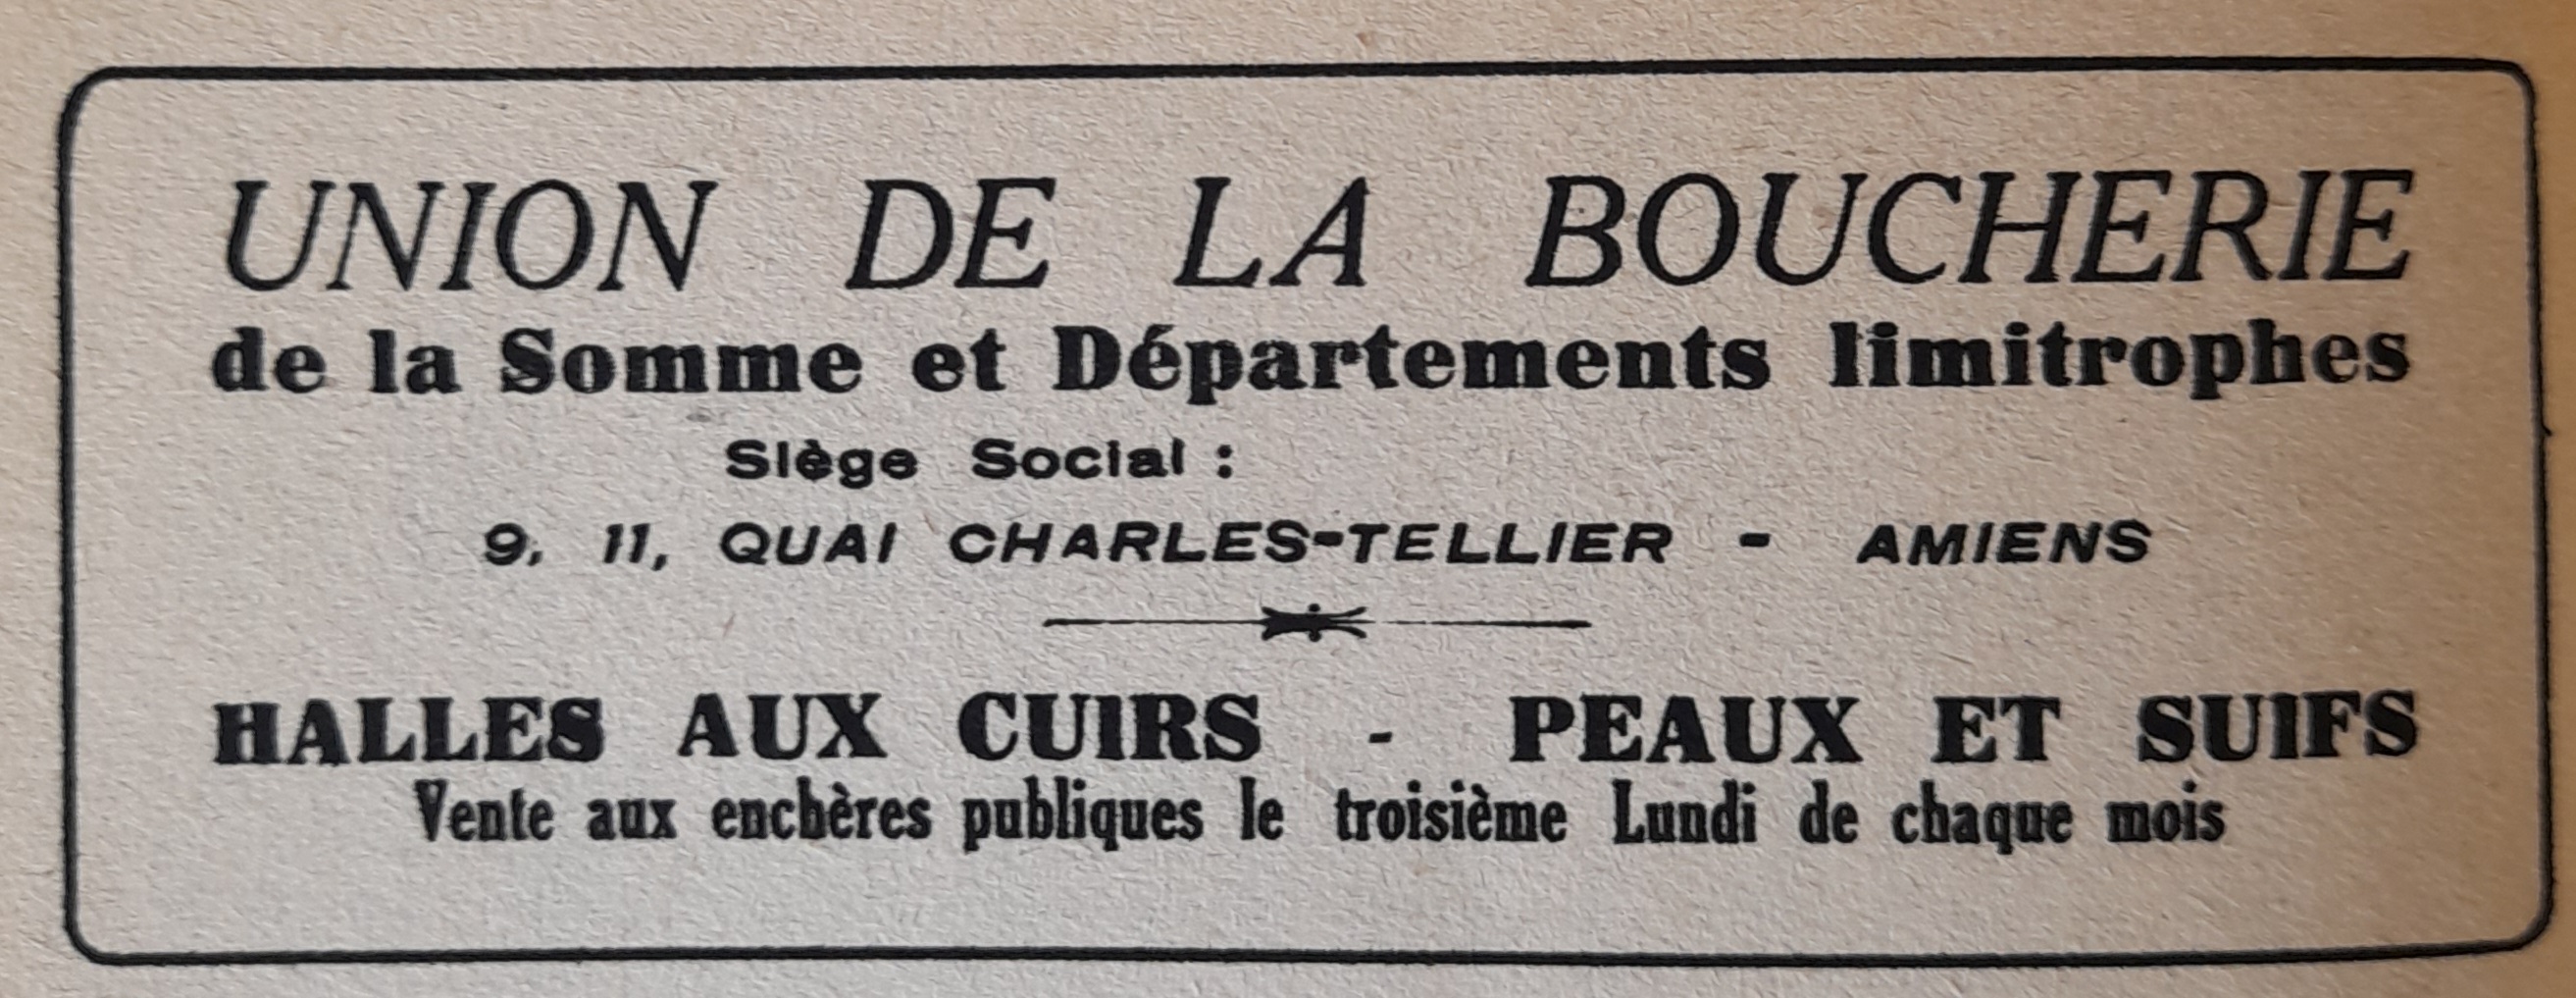 UNION DE LA BOUCHERIE
de la Somme et Départements limitrophes
Siège Social :
9, 11, QUAI CHARLES-TELLIER - AMIENS
HALLES AUX CUIRS - PEAUX ET SUIFS
Vente aux enchères publiques le troisième Lundi de chaque mois